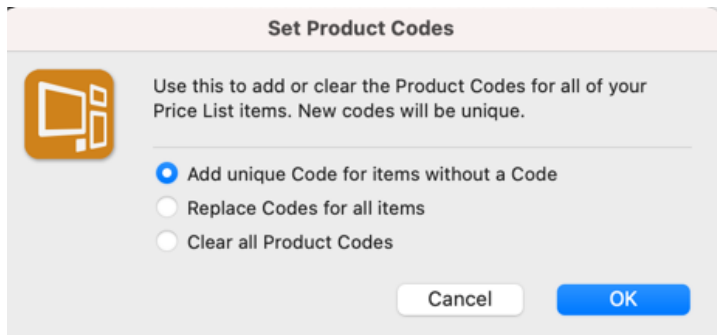 Set Product Codes
Use this to add or clear the Product Codes for all of your
Price List items. New codes will be unique.
Add unique Code for items without a Code
Replace Codes for all items
Clear all Product Codes
Cancel
OK